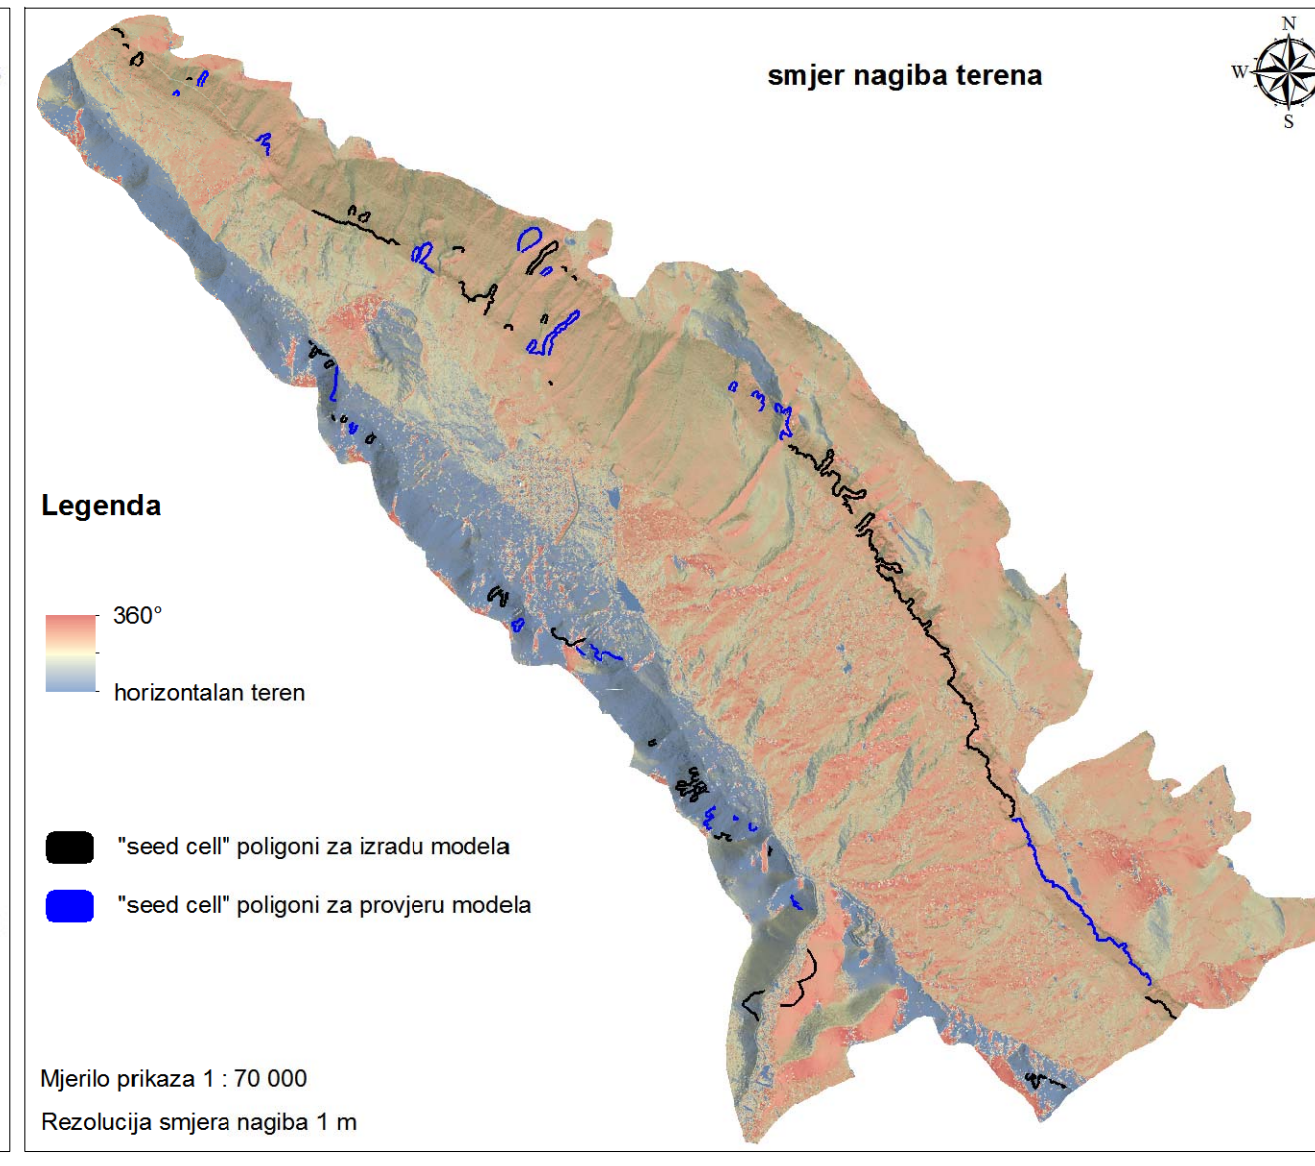 smjer nagiba terena
N
W
S
Legenda
360°
horizontalan teren
"seed cell" poligoni za izradu modela
"seed cell" poligoni za provjeru modela
Mjerilo prikaza 1 : 70 000
Rezolucija smjera nagiba 1 m